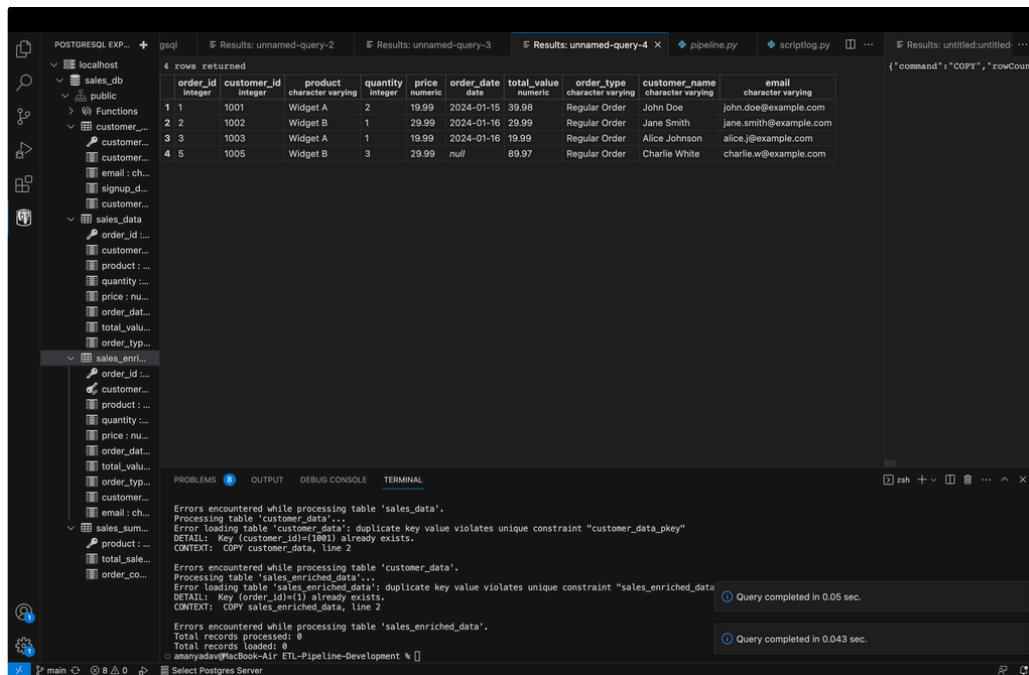 POSTGRESQL EXP...
gsql
Results: unnamed-query-2
Results: unnamed-query-3
Results: unnamed-query-4
pipeline.py
scriptlog.py
Results: untitled:untitled-
localhost
sales_db
public
Functions
customer_...
customer...
customer...
email : ch...
signup_d...
customer...
sales_data
order_id :...
customer...
product : ...
quantity :...
price : nu...
order_dat...
total_valu...
order_typ...
sales_enri...
order_id :...
customer...
product : ...
quantity :...
price : nu...
order_dat...
total_valu...
order_typ...
customer...
email : ch...
sales_sum...
product : ...
total_sale...
order_co...
4 rows returned
order_id customer_id product quantity price order_date total_value order_type customer_name email
integer integer character varying integer numeric date numeric character varying character varying character varying
1 1 1001 Widget A 2 19.99 2024-01-15 39.98 Regular Order John Doe john.doe@example.com
2 2 1002 Widget B 1 29.99 2024-01-16 29.99 Regular Order Jane Smith jane.smith@example.com
3 3 1003 Widget A 1 19.99 2024-01-16 19.99 Regular Order Alice Johnson alice.j@example.com
4 5 1005 Widget B 3 29.99 null 89.97 Regular Order Charlie White charlie.w@example.com
{"command":"COPY","rowCoun
PROBLEMS 8 OUTPUT DEBUG CONSOLE TERMINAL
zsh
Errors encountered while processing table 'sales_data'.
Processing table 'customer_data'...
Error loading table 'customer_data': duplicate key value violates unique constraint "customer_data_pkey"
DETAIL: Key (customer_id)=(1001) already exists.
CONTEXT: COPY customer_data, line 2
Errors encountered while processing table 'customer_data'.
Processing table 'sales_enriched_data'...
Error loading table 'sales_enriched_data': duplicate key value violates unique constraint "sales_enriched_data
DETAIL: Key (order_id)=(1) already exists.
CONTEXT: COPY sales_enriched_data, line 2
Errors encountered while processing table 'sales_enriched_data'.
Total records processed: 0
Total records loaded: 0
amanyadav@MacBook-Air ETL-Pipeline-Development %
Query completed in 0.05 sec.
Query completed in 0.043 sec.
1
1
main 8 0 Select Postgres Server